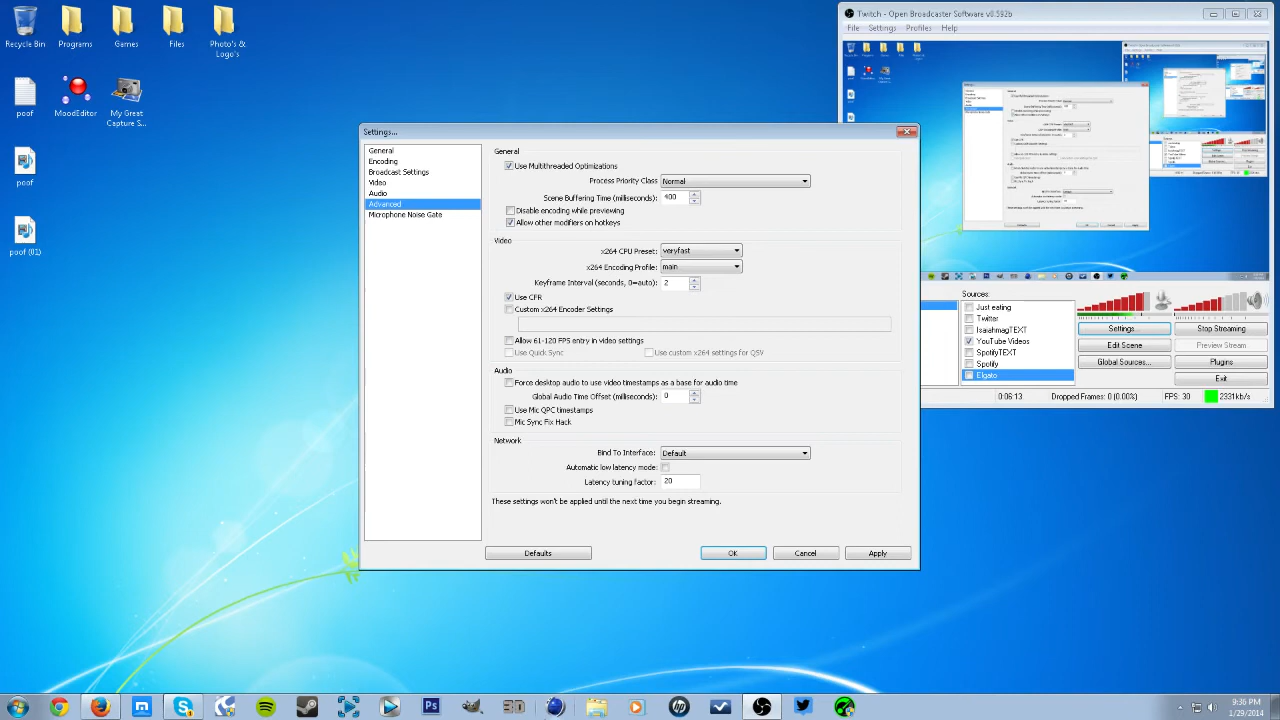 Recycle Bin
Programs
Games
Files
Photo's & Logo's
poof
MoodEditor
My Great Capture S...
poof
poof (01)
Twitch - Open Broadcaster Software v0.592b
File Settings Profiles Help
Settings...
General
Encoding
Broadcast Settings
Video
Audio
Advanced
Microphone Noise Gate
General
Process Priority Class: Normal
Scene Buffering Time (milliseconds): 400
Disable encoding while previewing
Allow other modifiers on hotkeys
Video
x264 CPU Preset: veryfast
x264 Encoding Profile: main
Keyframe Interval (seconds, 0=auto): 2
Use CFR
Custom x264 Encoder Settings
Allow 61-120 FPS entry in video settings
Use Quick Sync
Use custom x264 settings for QSV
Audio
Force desktop audio to use video timestamps as a base for audio time
Global Audio Time Offset (milliseconds): 0
Use Mic QPC timestamps
Mic Sync Fix Hack
Network
Bind To Interface: Default
Automatic low latency mode:
Latency tuning factor: 20
These settings won't be applied until the next time you begin streaming.
Defaults
OK
Cancel
Apply
Sources:
Just eating
Twitter
IsaiahmagTEXT
YouTube Videos
SpotifyTEXT
Spotify
Elgato
Settings...
Stop Streaming
Edit Scene
Preview Stream
Global Sources...
Plugins
Exit
0:06:13
Dropped Frames: 0 (0.00%)
FPS: 30
2331kb/s
9:36 PM
1/29/2014